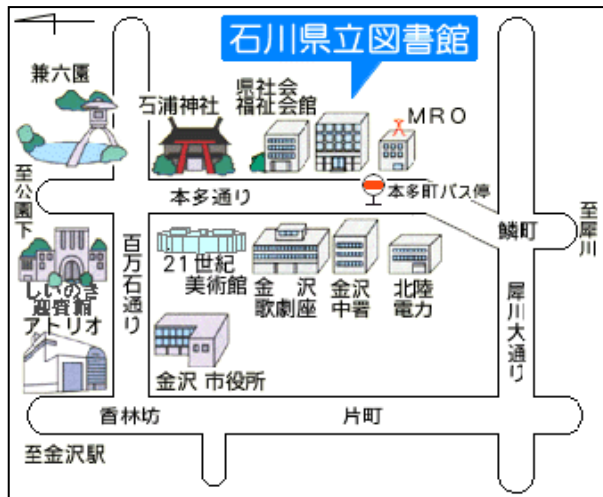 石川県立図書館
兼六園
石浦神社
県社会
福祉会館
MRO
至公園下
本多通り
本多町バス停
至犀川
鱗町
百万石通り
しいのき
迎賓館
21世紀
美術館
金沢
歌劇座
金沢
中署
北陸
電力
犀川大通り
アトリオ
金沢市役所
香林坊
片町
至金沢駅